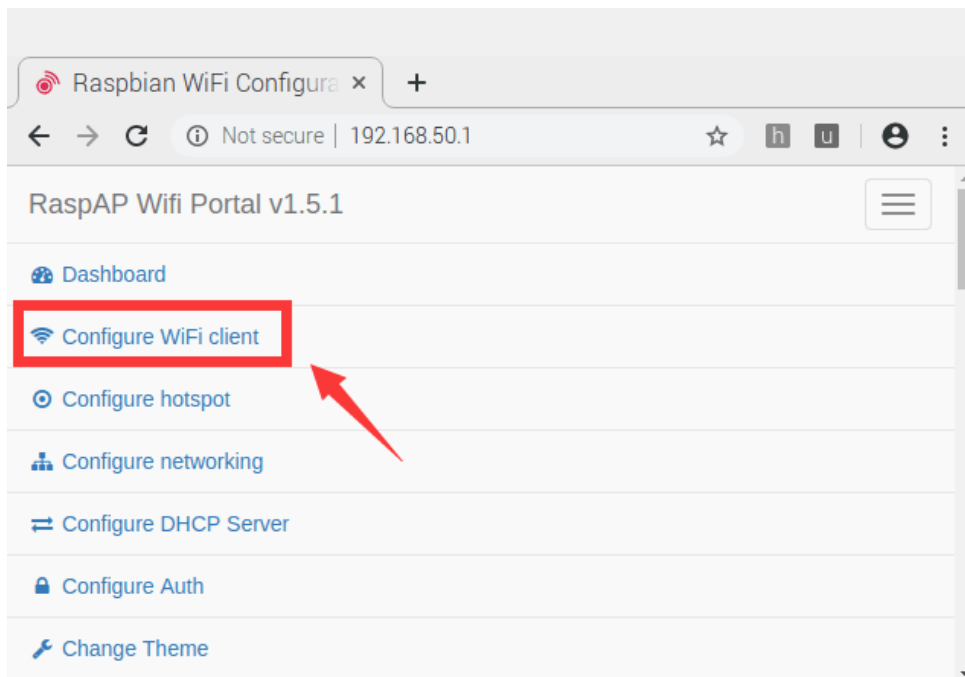 Raspbian WiFi Configura
Not secure | 192.168.50.1
h u
RaspAP Wifi Portal v1.5.1
Dashboard
Configure WiFi client
Configure hotspot
Configure networking
Configure DHCP Server
Configure Auth
Change Theme